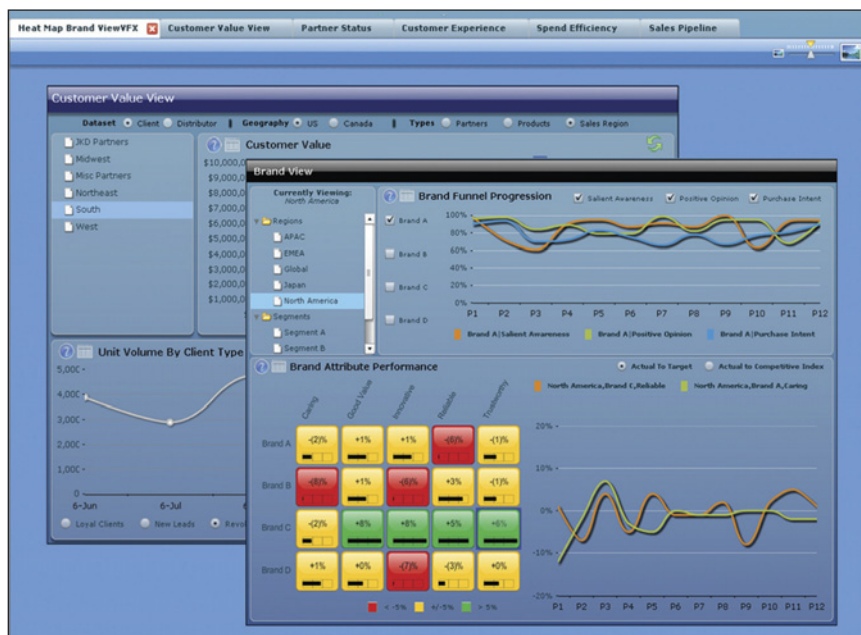 Heat Map Brand ViewVFX Customer Value View Partner Status Customer Experience Spend Efficiency Sales Pipeline
Customer Value View
Dataset Client Distributor Geography US Canada Types Partners Products Sales Region
JKD Partners
Midwest
Misc Partners
Northeast
South
West
Customer Value
$10,000,0
$9,000,0
$8,000,0
$7,000,0
$6,000,0
$5,000,0
$4,000,0
$3,000,0
$2,000,0
$1,000,0
Unit Volume By Client Type
5,000
4,000
3,000
2,000
1,000
0
6-Jun 6-Jul
Loyal Clients New Leads
Brand View
Currently Viewing:
North America
Regions
APAC
EMEA
Global
Japan
North America
Segments
Segment A
Segment B
Brand Funnel Progression Salient Awareness Positive Opinion Purchase Intent
Brand A
Brand B
Brand C
Brand D
100%
80%
60%
40%
20%
0%
P1 P2 P3 P4 P5 P6 P7 P8 P9 P10 P11 P12
Brand A|Salient Awareness Brand A|Positive Opinion Brand A|Purchase Intent
Brand Attribute Performance Actual To Target Actual to Competitive Index
Caring Good Value Innovative Reliable Trustworthy
Brand A -(2)% +1% +1% -(6)% -(1)%
Brand B -(8)% +1% -(6)% +3% -(1)%
Brand C -(2)% +8% +8% +5% +6%
Brand D +1% +0% -(7)% -(3)% +0%
< -5% +/-5% > 5%
North America,Brand C,Reliable North America,Brand A,Caring
20%
10%
0%
-10%
-20%
P1 P2 P3 P4 P5 P6 P7 P8 P9 P10 P11 P12